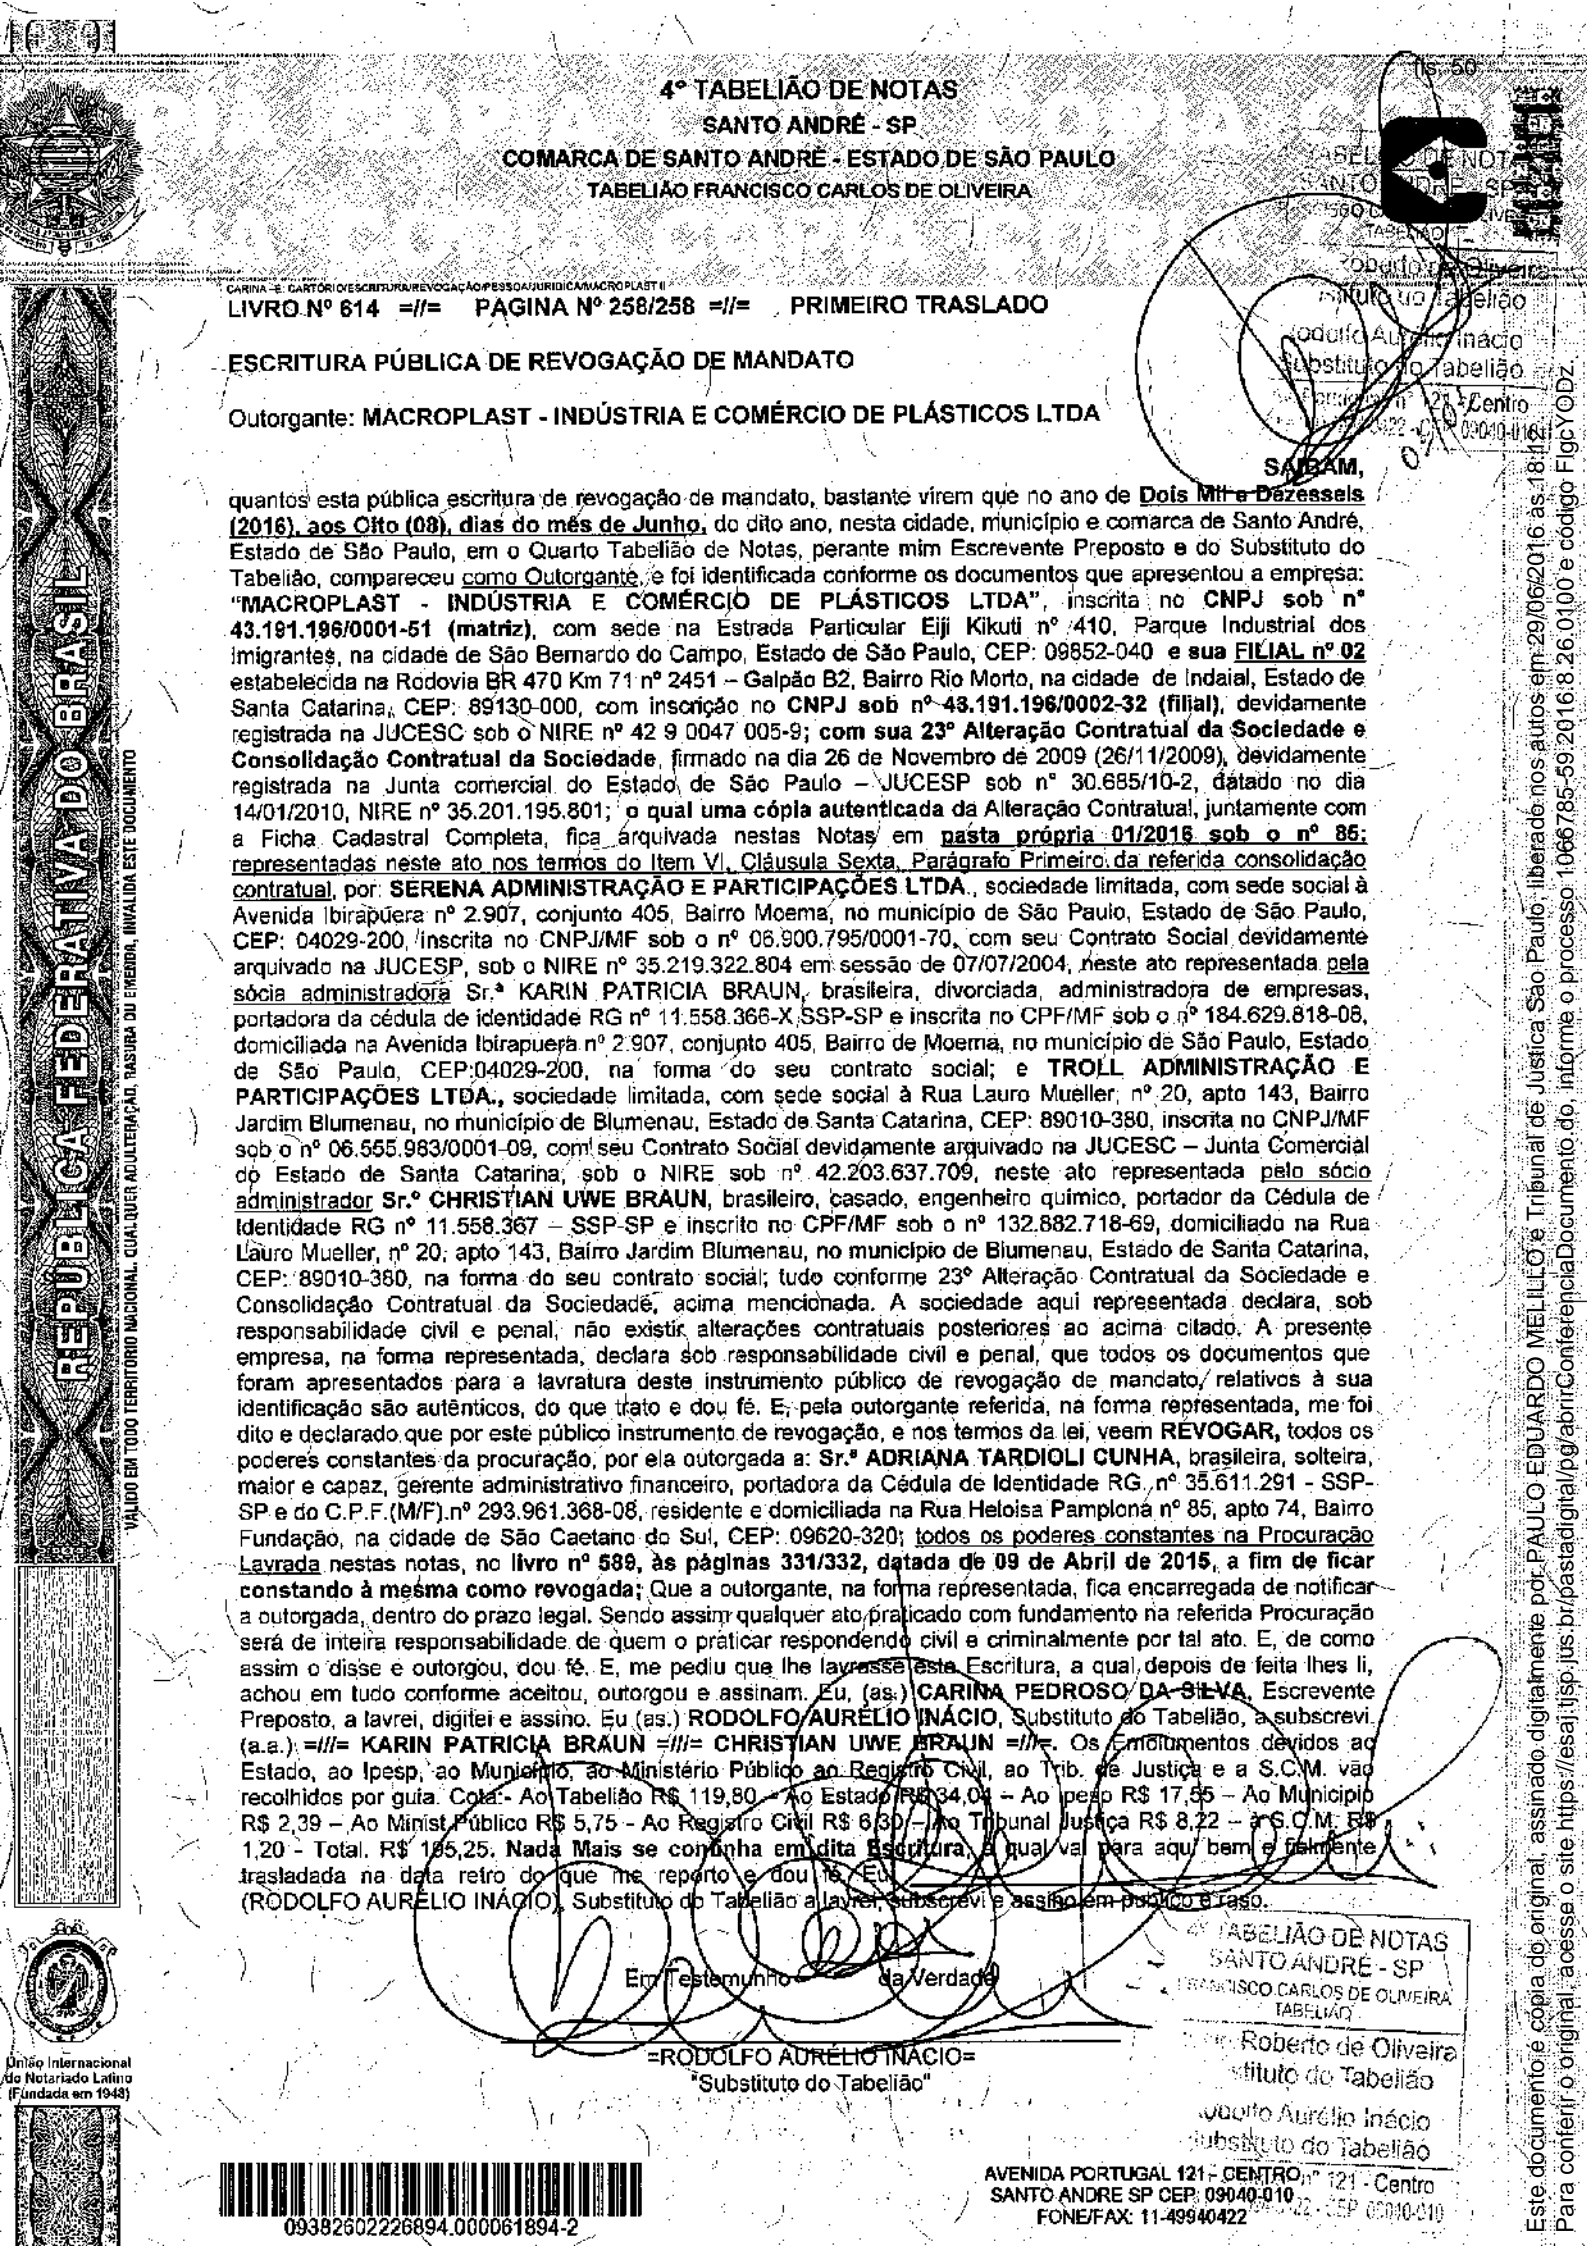 fls. 50
4º TABELIÃO DE NOTAS
SANTO ANDRÉ - SP
COMARCA DE SANTO ANDRÉ - ESTADO DE SÃO PAULO
TABELIÃO FRANCISCO CARLOS DE OLIVEIRA
CARINA -E: CARTÓRIO/ESCRITURA/REVOGAÇÃO/PESSOA/JURIDICA/MACROPLAST II
LIVRO Nº 614 =//= PAGINA Nº 258/258 =//= PRIMEIRO TRASLADO
Tabelião
Substituto do Tabelião
Centro
ESCRITURA PÚBLICA DE REVOGAÇÃO DE MANDATO
Outorgante: MACROPLAST - INDÚSTRIA E COMÉRCIO DE PLÁSTICOS LTDA
SAIBAM,
quantos esta pública escritura de revogação de mandato, bastante virem que no ano de Dois Mil e Dezesseis
(2016), aos Oito (08), dias do mês de Junho, do dito ano, nesta cidade, município e comarca de Santo André,
Estado de São Paulo, em o Quarto Tabelião de Notas, perante mim Escrevente Preposto e do Substituto do
Tabelião, compareceu como Outorgante, e foi identificada conforme os documentos que apresentou a empresa:
"MACROPLAST - INDÚSTRIA E COMÉRCIO DE PLÁSTICOS LTDA", inscrita no CNPJ sob nº
43.191.196/0001-51 (matriz), com sede na Estrada Particular Eiji Kikuti nº 410, Parque Industrial dos
Imigrantes, na cidade de São Bernardo do Campo, Estado de São Paulo, CEP: 09852-040 e sua FILIAL nº 02
estabelecida na Rodovia BR 470 Km 71 nº 2451 – Galpão B2, Bairro Rio Morto, na cidade de Indaial, Estado de
Santa Catarina, CEP: 89130-000, com inscrição no CNPJ sob nº 43.191.196/0002-32 (filial), devidamente
registrada na JUCESC sob o NIRE nº 42 9 0047 005-9; com sua 23º Alteração Contratual da Sociedade e
Consolidação Contratual da Sociedade, firmado na dia 26 de Novembro de 2009 (26/11/2009), devidamente
registrada na Junta comercial do Estado de São Paulo – JUCESP sob nº 30.685/10-2, datado no dia
14/01/2010, NIRE nº 35.201.195.801; o qual uma cópia autenticada da Alteração Contratual, juntamente com
a Ficha Cadastral Completa, fica arquivada nestas Notas em pasta própria 01/2016 sob o nº 85;
representadas neste ato nos termos do Item VI, Cláusula Sexta, Parágrafo Primeiro da referida consolidação
contratual, por: SERENA ADMINISTRAÇÃO E PARTICIPAÇÕES LTDA., sociedade limitada, com sede social à
Avenida Ibirapuera nº 2.907, conjunto 405, Bairro Moema, no município de São Paulo, Estado de São Paulo,
CEP: 04029-200, inscrita no CNPJ/MF sob o nº 06.900.795/0001-70, com seu Contrato Social devidamente
arquivado na JUCESP, sob o NIRE nº 35.219.322.804 em sessão de 07/07/2004, neste ato representada pela
sócia administradora Sr.ª KARIN PATRICIA BRAUN, brasileira, divorciada, administradora de empresas,
portadora da cédula de identidade RG nº 11.558.366-X SSP-SP e inscrita no CPF/MF sob o nº 184.629.818-08,
domiciliada na Avenida Ibirapuera nº 2.907, conjunto 405, Bairro de Moema, no município de São Paulo, Estado
de São Paulo, CEP:04029-200, na forma do seu contrato social; e TROLL ADMINISTRAÇÃO E
PARTICIPAÇÕES LTDA., sociedade limitada, com sede social à Rua Lauro Mueller, nº 20, apto 143, Bairro
Jardim Blumenau, no município de Blumenau, Estado de Santa Catarina, CEP: 89010-380, inscrita no CNPJ/MF
sob o nº 06.555.983/0001-09, com seu Contrato Social devidamente arquivado na JUCESC – Junta Comercial
do Estado de Santa Catarina, sob o NIRE sob nº 42.203.637.709, neste ato representada pelo sócio
administrador Sr.º CHRISTIAN UWE BRAUN, brasileiro, casado, engenheiro químico, portador da Cédula de
Identidade RG nº 11.558.367 – SSP-SP e inscrito no CPF/MF sob o nº 132.882.718-69, domiciliado na Rua
Lauro Mueller, nº 20, apto 143, Bairro Jardim Blumenau, no município de Blumenau, Estado de Santa Catarina,
CEP: 89010-380, na forma do seu contrato social; tudo conforme 23º Alteração Contratual da Sociedade e
Consolidação Contratual da Sociedade, acima mencionada. A sociedade aqui representada declara, sob
responsabilidade civil e penal, não existir alterações contratuais posteriores ao acima citado. A presente
empresa, na forma representada, declara sob responsabilidade civil e penal, que todos os documentos que
foram apresentados para a lavratura deste instrumento público de revogação de mandato, relativos à sua
identificação são autênticos, do que trato e dou fé. E, pela outorgante referida, na forma representada, me foi
dito e declarado que por este público instrumento de revogação, e nos termos da lei, veem REVOGAR, todos os
poderes constantes da procuração, por ela outorgada a: Sr.ª ADRIANA TARDIOLI CUNHA, brasileira, solteira,
maior e capaz, gerente administrativo financeiro, portadora da Cédula de Identidade RG. nº 35.611.291 - SSP-
SP e do C.P.F.(M/F).nº 293.961.368-08, residente e domiciliada na Rua Heloisa Pamplona nº 85, apto 74, Bairro
Fundação, na cidade de São Caetano do Sul, CEP: 09620-320; todos os poderes constantes na Procuração
Lavrada nestas notas, no livro nº 589, às páginas 331/332, datada de 09 de Abril de 2015, a fim de ficar
constando à mesma como revogada; Que a outorgante, na forma representada, fica encarregada de notificar
a outorgada, dentro do prazo legal. Sendo assim qualquer ato praticado com fundamento na referida Procuração
será de inteira responsabilidade de quem o praticar respondendo civil e criminalmente por tal ato. E, de como
assim o disse e outorgou, dou fé. E, me pediu que lhe lavrasse este Escritura, a qual depois de feita lhes li,
achou em tudo conforme aceitou, outorgou e assinam. Eu, (as.) CARINA PEDROSO DA SILVA, Escrevente
Preposto, a lavrei, digitei e assino. Eu (as.) RODOLFO AURÉLIO INÁCIO, Substituto do Tabelião, a subscrevi.
(a.a.) =///= KARIN PATRICIA BRAUN =///= CHRISTIAN UWE BRAUN =///=. Os Emolumentos devidos ao
Estado, ao Ipesp, ao Município, ao Ministério Público ao Registro Civil, ao Trib. de Justiça e a S.C.M. vão
recolhidos por guia. Cota:- Ao Tabelião R$ 119,80 – Ao Estado R$ 34,04 – Ao Ipesp R$ 17,55 – Ao Municipio
R$ 2,39 – Ao Minist.Público R$ 5,75 - Ao Registro Civil R$ 6,30 – Ao Tribunal Justiça R$ 8,22 – à S.C.M. R$
1,20 - Total. R$ 195,25. Nada Mais se continha em dita Escritura, a qual vai para aqui bem e fielmente
trasladada na data retro do que me reporto e dou fé. Eu
(RODOLFO AURÉLIO INÁCIO), Substituto do Tabelião a lavrei, subscrevi e assino em publico e raso.
Em Testemunho da Verdade
=RODOLFO AURÉLIO INACIO=
"Substituto do Tabelião"
TABELIÃO DE NOTAS
SANTO ANDRÉ - SP
FRANCISCO CARLOS DE OLIVEIRA
TABELIÃO
Roberto de Oliveira
Substituto do Tabelião
Rodolfo Aurélio Inácio
Substituto do Tabelião
nº 121 - Centro
AVENIDA PORTUGAL 121 - CENTRO
SANTO ANDRE SP CEP: 09040-010
FONE/FAX: 11-49940422
09382602226894.000061894-2
REPÚBLICA FEDERATIVA DO BRASIL
VÁLIDO EM TODO TERRITÓRIO NACIONAL. QUALQUER ADULTERAÇÃO, RASURA OU EMENDA, INVALIDA ESTE DOCUMENTO
União Internacional
do Notariado Latino
(Fundada em 1948)
Este documento é copia do original, assinado digitalmente por PAULO EDUARDO MELILLO e Tribunal de Justica Sao Paulo, liberado nos autos em 29/06/2016 às 18:12
Para conferir o original, acesse o site https://esaj.tjsp.jus.br/pastadigital/pg/abrirConferenciaDocumento.do, informe o processo 1066785-59.2016.8.26.0100 e código FIgcYODz.